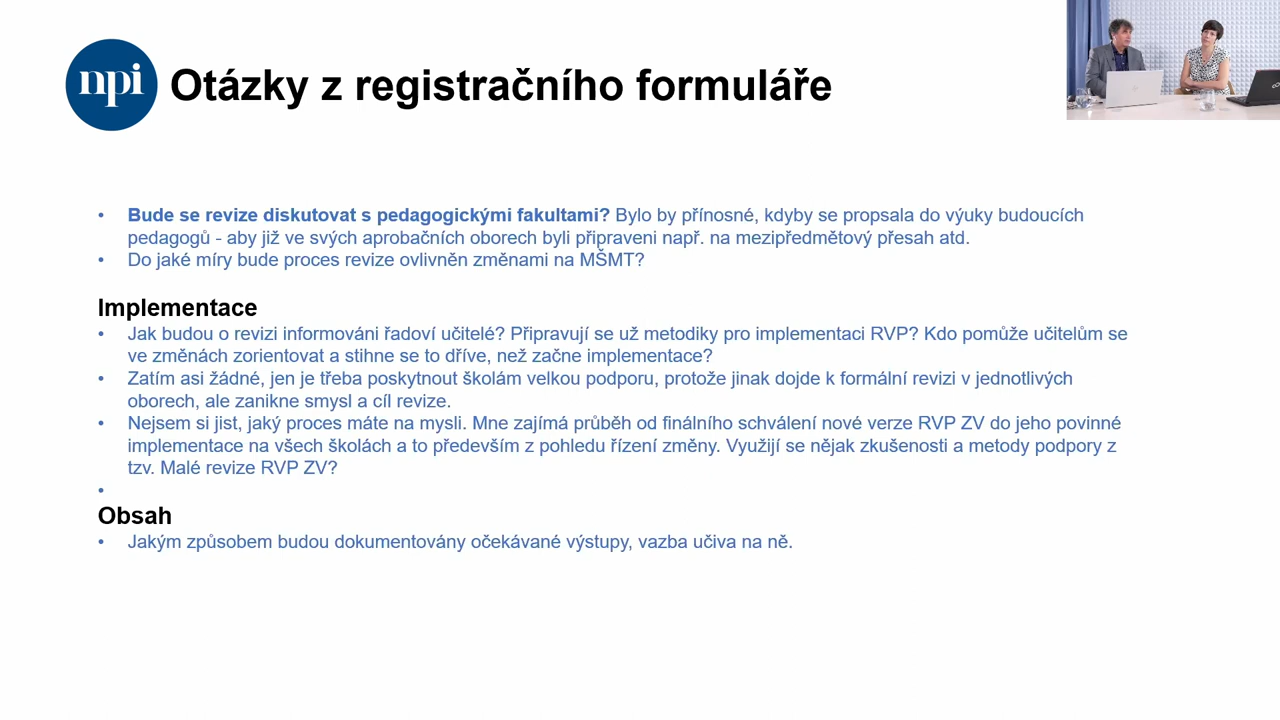 npi
Otázky z registračního formuláře
• Bude se revize diskutovat s pedagogickými fakultami? Bylo by přínosné, kdyby se propsala do výuky budoucích
pedagogů - aby již ve svých aprobačních oborech byli připraveni např. na mezipředmětový přesah atd.
• Do jaké míry bude proces revize ovlivněn změnami na MŠMT?
Implementace
• Jak budou o revizi informováni řadoví učitelé? Připravují se už metodiky pro implementaci RVP? Kdo pomůže učitelům se
ve změnách zorientovat a stihne se to dříve, než začne implementace?
• Zatím asi žádné, jen je třeba poskytnout školám velkou podporu, protože jinak dojde k formální revizi v jednotlivých
oborech, ale zanikne smysl a cíl revize.
• Nejsem si jist, jaký proces máte na mysli. Mne zajímá průběh od finálního schválení nové verze RVP ZV do jeho povinné
implementace na všech školách a to především z pohledu řízení změny. Využijí se nějak zkušenosti a metody podpory z
tzv. Malé revize RVP ZV?
•
Obsah
• Jakým způsobem budou dokumentovány očekávané výstupy, vazba učiva na ně.